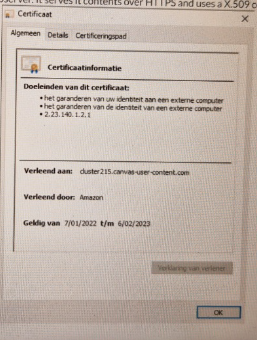 server. It serves it contents over HTTPS and uses a X.509 c
Certificaat
Algemeen Details Certificeringspad
Certificaatinformatie
Doeleinden van dit certificaat:
• het garanderen van uw identiteit aan een externe computer
• het garanderen van de identiteit van een externe computer
• 2.23.140.1.2.1
Verleend aan: cluster215.canvas-user-content.com
Verleend door: Amazon
Geldig van 7/01/2022 t/m 6/02/2023
Verklaring van verlener
OK